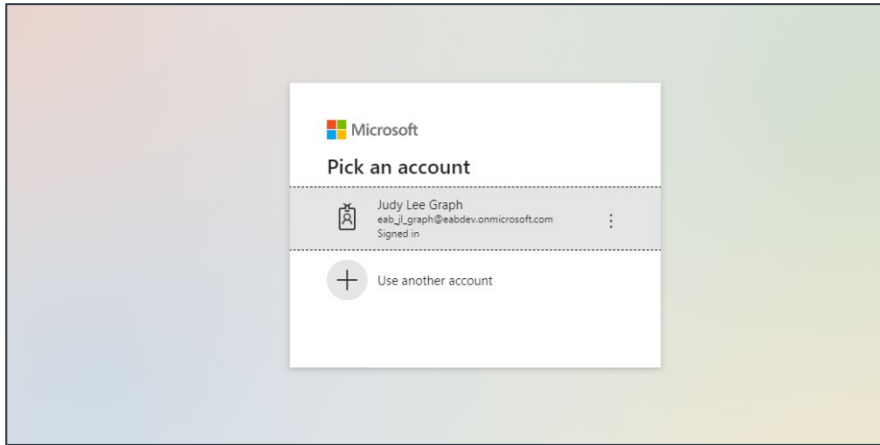 Microsoft
Pick an account
Judy Lee Graph
eab_jl_graph@eabdev.onmicrosoft.com
Signed in
Use another account